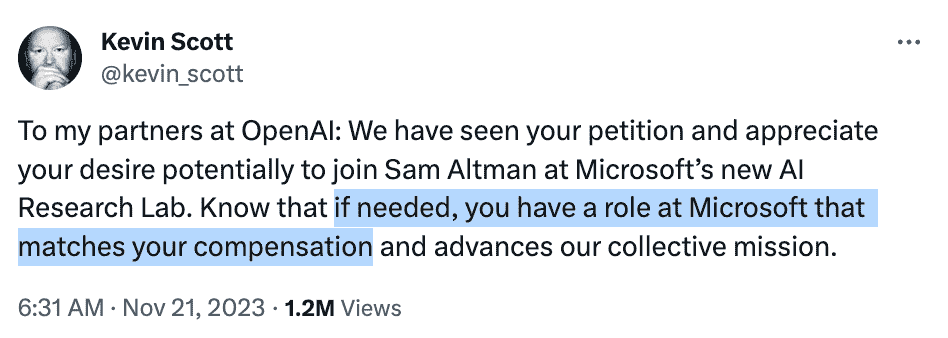 Kevin Scott
@kevin_scott
To my partners at OpenAI: We have seen your petition and appreciate
your desire potentially to join Sam Altman at Microsoft’s new AI
Research Lab. Know that if needed, you have a role at Microsoft that
matches your compensation and advances our collective mission.
6:31 AM · Nov 21, 2023 · 1.2M Views